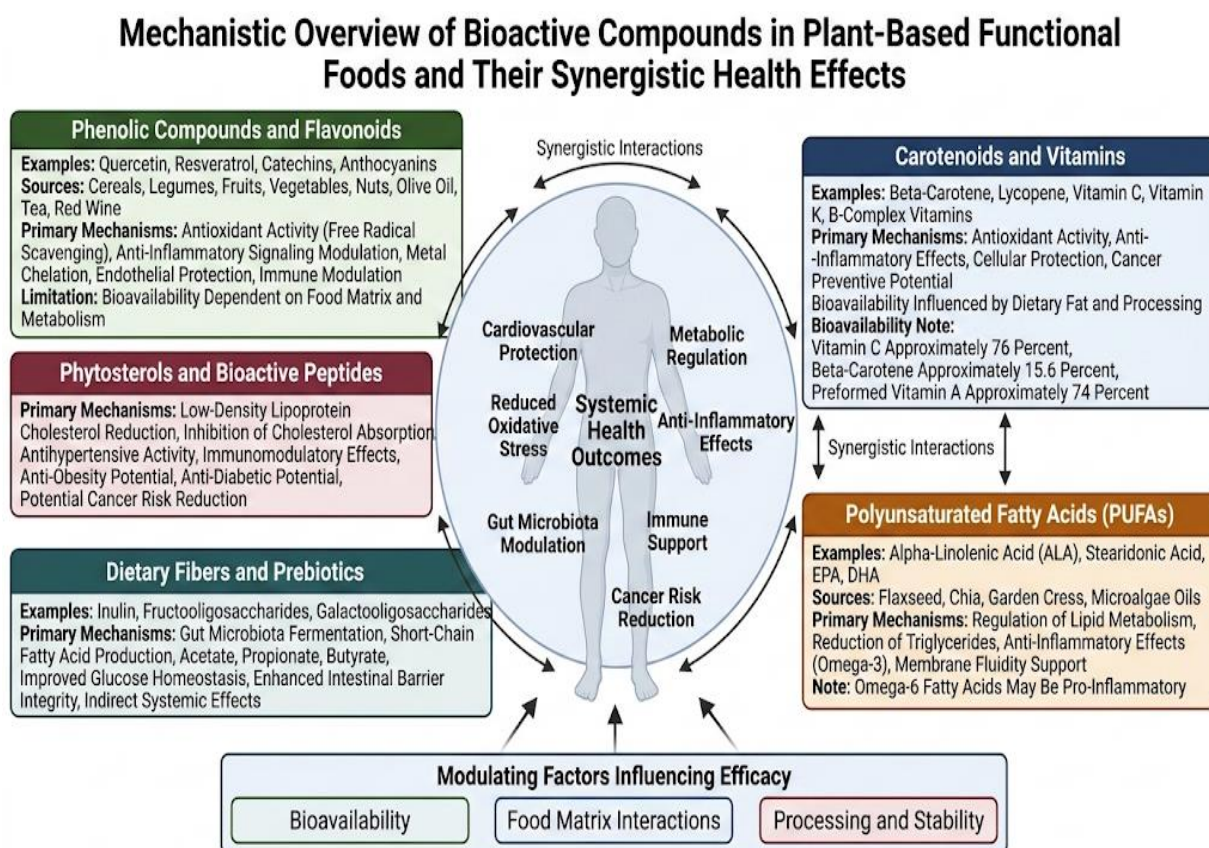 Mechanistic Overview of Bioactive Compounds in Plant-Based Functional
Foods and Their Synergistic Health Effects
Phenolic Compounds and Flavonoids
Examples: Quercetin, Resveratrol, Catechins, Anthocyanins
Sources: Cereals, Legumes, Fruits, Vegetables, Nuts, Olive Oil,
Tea, Red Wine
Primary Mechanisms: Antioxidant Activity (Free Radical
Scavenging), Anti-Inflammatory Signaling Modulation, Metal
Chelation, Endothelial Protection, Immune Modulation
Limitation: Bioavailability Dependent on Food Matrix and
Metabolism
Phytosterols and Bioactive Peptides
Primary Mechanisms: Low-Density Lipoprotein
Cholesterol Reduction, Inhibition of Cholesterol Absorption
Antihypertensive Activity, Immunomodulatory Effects,
Anti-Obesity Potential, Anti-Diabetic Potential,
Potential Cancer Risk Reduction
Dietary Fibers and Prebiotics
Examples: Inulin, Fructooligosaccharides, Galactooligosaccharides
Primary Mechanisms: Gut Microbiota Fermentation, Short-Chain
Fatty Acid Production, Acetate, Propionate, Butyrate,
Improved Glucose Homeostasis, Enhanced Intestinal Barrier
Integrity, Indirect Systemic Effects
Synergistic Interactions
Cardiovascular
Protection
Metabolic
Regulation
Reduced
Oxidative
Stress
Systemic
Health
Outcomes
Anti-Inflammatory
Effects
Gut Microbiota
Modulation
Immune
Support
Cancer Risk
Reduction
Carotenoids and Vitamins
Examples: Beta-Carotene, Lycopene, Vitamin C, Vitamin
K, B-Complex Vitamins
Primary Mechanisms: Antioxidant Activity, Anti-
-Inflammatory Effects, Cellular Protection, Cancer
Preventive Potential
Bioavailability Influenced by Dietary Fat and Processing
Bioavailability Note:
Vitamin C Approximately 76 Percent,
Beta-Carotene Approximately 15.6 Percent,
Preformed Vitamin A Approximately 74 Percent
Synergistic Interactions
Polyunsaturated Fatty Acids (PUFAs)
Examples: Alpha-Linolenic Acid (ALA), Stearidonic Acid,
EPA, DHA
Sources: Flaxseed, Chia, Garden Cress, Microalgae Oils
Primary Mechanisms: Regulation of Lipid Metabolism,
Reduction of Triglycerides, Anti-Inflammatory Effects
(Omega-3), Membrane Fluidity Support
Note: Omega-6 Fatty Acids May Be Pro-Inflammatory
Modulating Factors Influencing Efficacy
Bioavailability
Food Matrix Interactions
Processing and Stability